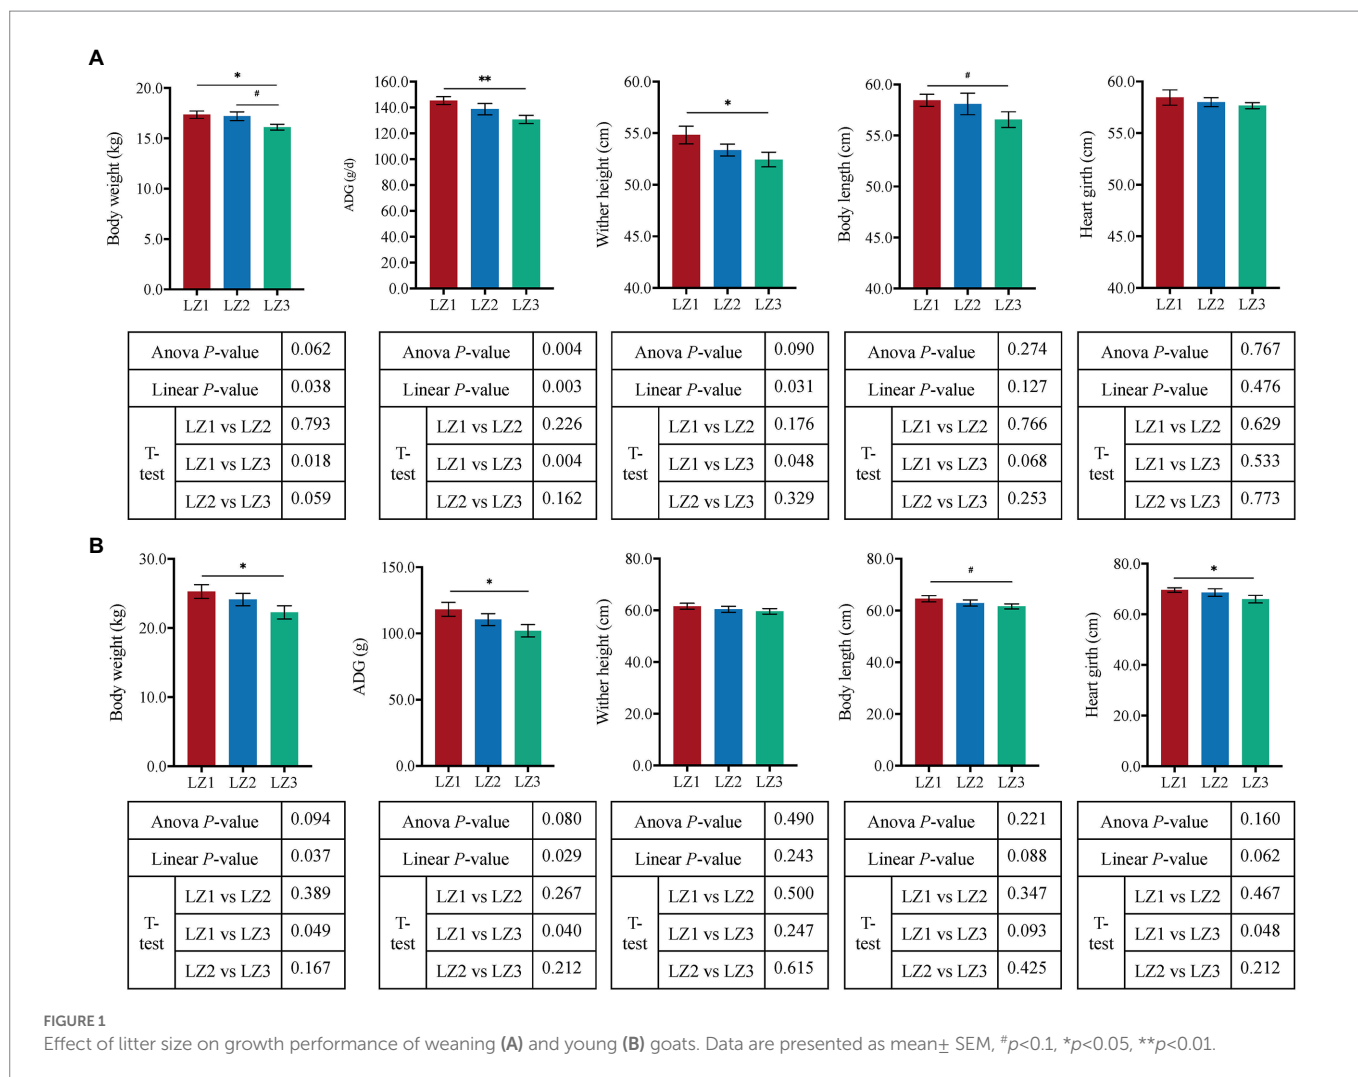 A
Body weight (kg)
20.0
15.0
10.0
5.0
0.0
*
#
LZ1 LZ2 LZ3
ADG (g/d)
160.0
140.0
120.0
100.0
80.0
60.0
40.0
20.0
0.0
**
LZ1 LZ2 LZ3
Wither height (cm)
60.0
55.0
50.0
45.0
40.0
*
LZ1 LZ2 LZ3
Body length (cm)
60.0
55.0
50.0
45.0
40.0
#
LZ1 LZ2 LZ3
Heart girth (cm)
60.0
55.0
50.0
45.0
40.0
LZ1 LZ2 LZ3
Anova P-value 0.062
Linear P-value 0.038
T-test
LZ1 vs LZ2 0.793
LZ1 vs LZ3 0.018
LZ2 vs LZ3 0.059
Anova P-value 0.004
Linear P-value 0.003
T-test
LZ1 vs LZ2 0.226
LZ1 vs LZ3 0.004
LZ2 vs LZ3 0.162
Anova P-value 0.090
Linear P-value 0.031
T-test
LZ1 vs LZ2 0.176
LZ1 vs LZ3 0.048
LZ2 vs LZ3 0.329
Anova P-value 0.274
Linear P-value 0.127
T-test
LZ1 vs LZ2 0.766
LZ1 vs LZ3 0.068
LZ2 vs LZ3 0.253
Anova P-value 0.767
Linear P-value 0.476
T-test
LZ1 vs LZ2 0.629
LZ1 vs LZ3 0.533
LZ2 vs LZ3 0.773
B
Body weight (kg)
30.0
20.0
10.0
0.0
*
LZ1 LZ2 LZ3
ADG (g)
150.0
100.0
50.0
0.0
*
LZ1 LZ2 LZ3
Wither height (cm)
80.0
60.0
40.0
20.0
0.0
LZ1 LZ2 LZ3
Body length (cm)
80.0
60.0
40.0
20.0
0.0
#
LZ1 LZ2 LZ3
Heart girth (cm)
80.0
60.0
40.0
20.0
0.0
*
LZ1 LZ2 LZ3
Anova P-value 0.094
Linear P-value 0.037
T-test
LZ1 vs LZ2 0.389
LZ1 vs LZ3 0.049
LZ2 vs LZ3 0.167
Anova P-value 0.080
Linear P-value 0.029
T-test
LZ1 vs LZ2 0.267
LZ1 vs LZ3 0.040
LZ2 vs LZ3 0.212
Anova P-value 0.490
Linear P-value 0.243
T-test
LZ1 vs LZ2 0.500
LZ1 vs LZ3 0.247
LZ2 vs LZ3 0.615
Anova P-value 0.221
Linear P-value 0.088
T-test
LZ1 vs LZ2 0.347
LZ1 vs LZ3 0.093
LZ2 vs LZ3 0.425
Anova P-value 0.160
Linear P-value 0.062
T-test
LZ1 vs LZ2 0.467
LZ1 vs LZ3 0.048
LZ2 vs LZ3 0.212
FIGURE 1
Effect of litter size on growth performance of weaning (A) and young (B) goats. Data are presented as mean± SEM, #p<0.1, *p<0.05, **p<0.01.